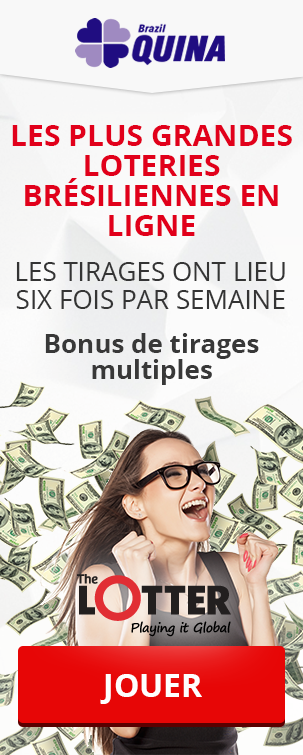 Brazil
QUINA
LES PLUS GRANDES
LOTERIES
BRÉSILIENNES EN
LIGNE
LES TIRAGES ONT LIEU
SIX FOIS PAR SEMAINE
Bonus de tirages
multiples
The
LOTTER
Playing it Global
JOUER